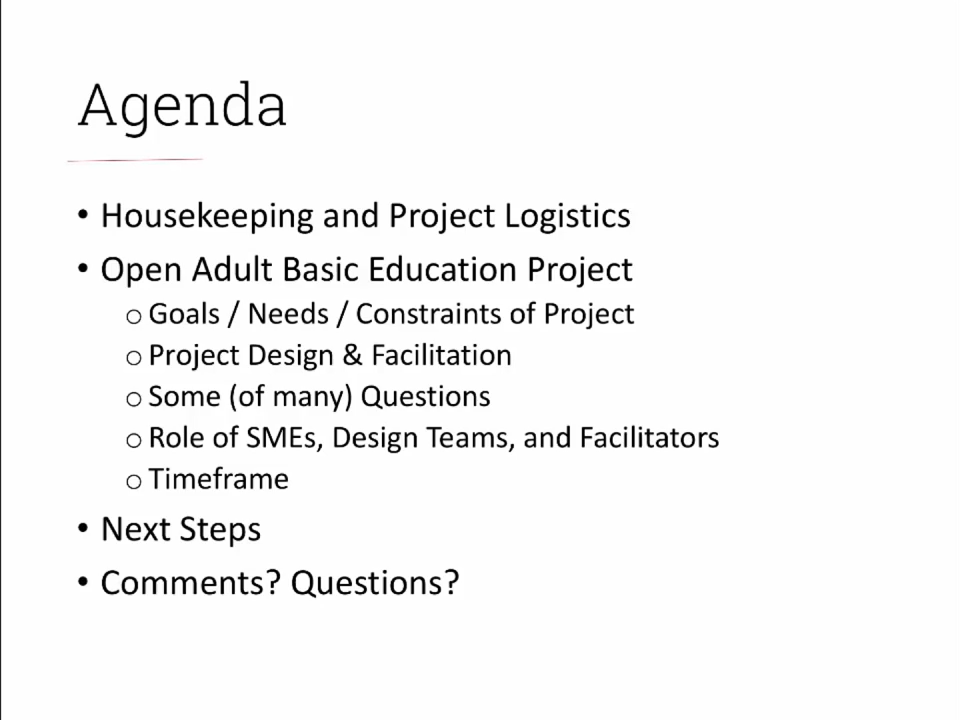 Agenda
• Housekeeping and Project Logistics
• Open Adult Basic Education Project
o Goals / Needs / Constraints of Project
o Project Design & Facilitation
o Some (of many) Questions
o Role of SMEs, Design Teams, and Facilitators
o Timeframe
• Next Steps
• Comments? Questions?